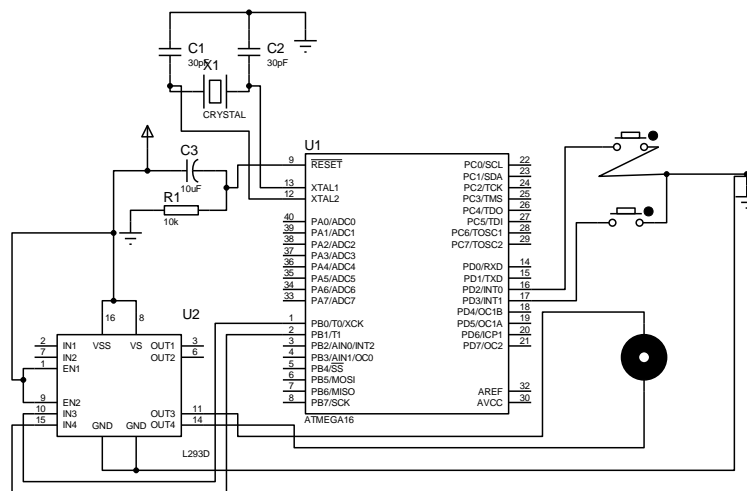 C1
30pF
C2
30pF
X1
CRYSTAL
C3
10uF
R1
10k
U1
9 RESET
13 XTAL1
12 XTAL2
40 PA0/ADC0
39 PA1/ADC1
38 PA2/ADC2
37 PA3/ADC3
36 PA4/ADC4
35 PA5/ADC5
34 PA6/ADC6
33 PA7/ADC7
1 PB0/T0/XCK
2 PB1/T1
3 PB2/AIN0/INT2
4 PB3/AIN1/OC0
5 PB4/SS
6 PB5/MOSI
7 PB6/MISO
8 PB7/SCK
PC0/SCL 22
PC1/SDA 23
PC2/TCK 24
PC3/TMS 25
PC4/TDO 26
PC5/TDI 27
PC6/TOSC1 28
PC7/TOSC2 29
PD0/RXD 14
PD1/TXD 15
PD2/INT0 16
PD3/INT1 17
PD4/OC1B 18
PD5/OC1A 19
PD6/ICP1 20
PD7/OC2 21
AREF 32
AVCC 30
ATMEGA16
U2
16 8
VSS VS
2 IN1
7 IN2
1 EN1
9 EN2
10 IN3
15 IN4
OUT1 3
OUT2 6
OUT3 11
OUT4 14
GND GND
L293D